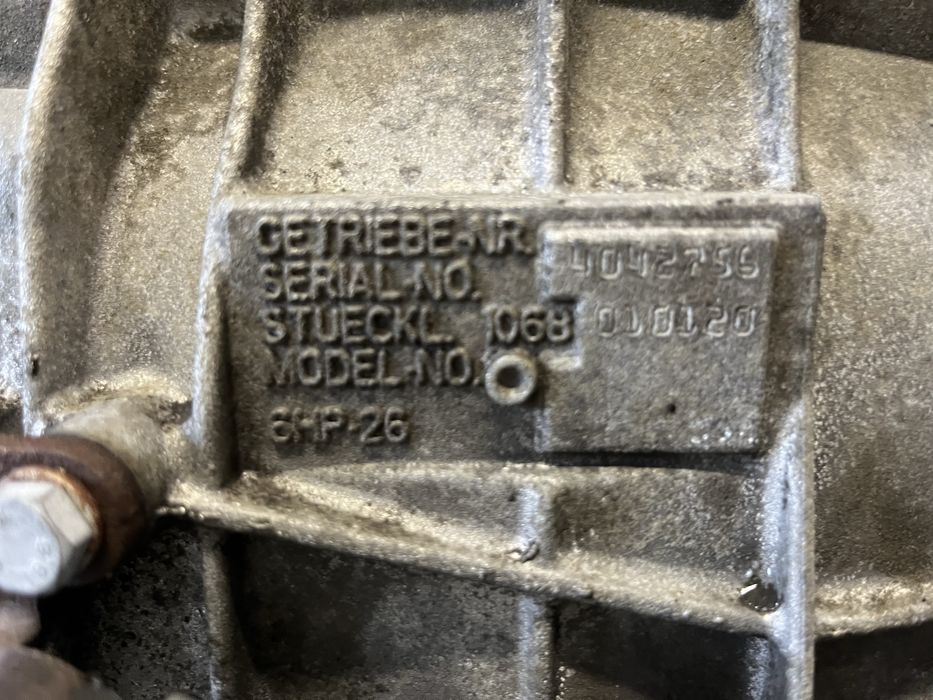 GETRIEBE-NR. 4042756
SERIAL-NO.
STUECKL. 1068 010120
MODEL-NO.
6HP-26